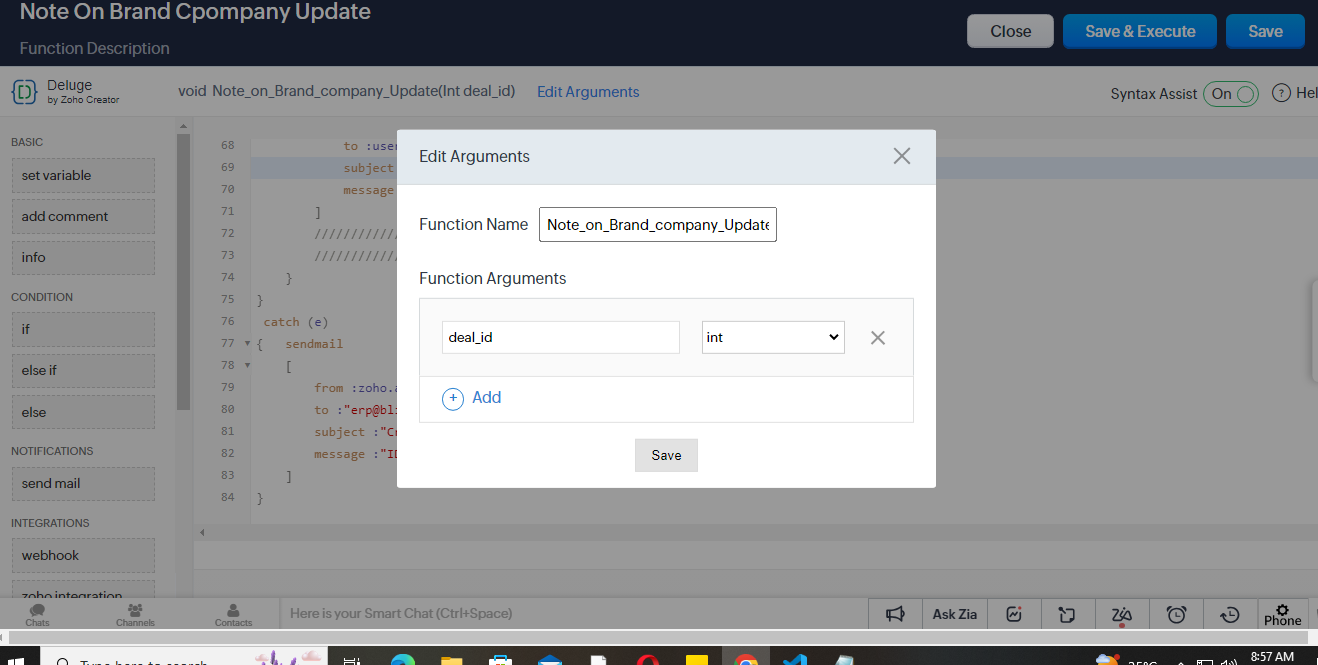 Note On Brand Cpompany Update
Function Description
Close
Save & Execute
Save
Deluge
by Zoho Creator
void Note_on_Brand_company_Update(Int deal_id)
Edit Arguments
Syntax Assist
On
?
Hel
BASIC
set variable
add comment
info
CONDITION
if
else if
else
NOTIFICATIONS
send mail
INTEGRATIONS
webhook
zoho integration
68 to :user
69 subject
70 message
71 ]
72 ////////////
73 ////////////
74 }
75 }
76 catch (e)
77 { sendmail
78 [
79 from :zoho.a
80 to :"erp@bli
81 subject :"Cr
82 message :"ID
83 ]
84 }
Edit Arguments
Function Name
Note_on_Brand_company_Update
Function Arguments
deal_id
int
+ Add
Save
Chats
Channels
Contacts
Here is your Smart Chat (Ctrl+Space)
Ask Zia
Phone
Type here to search
25°C
8:57 AM